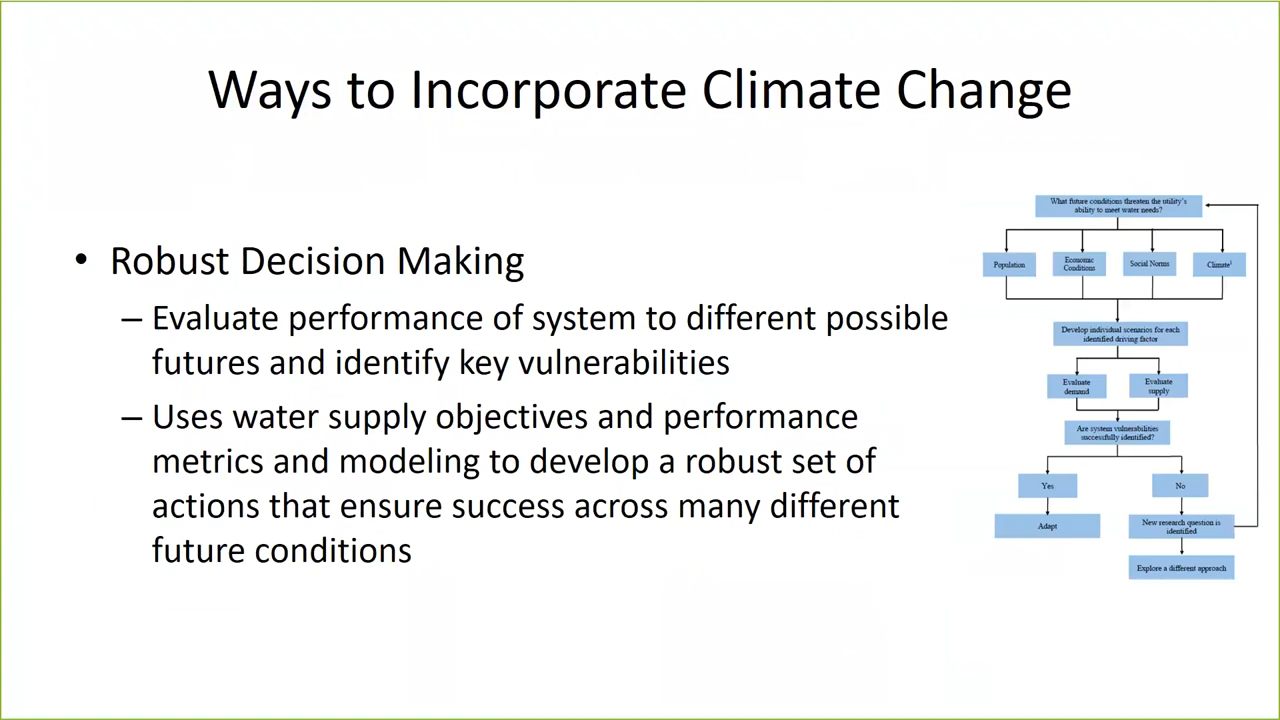 Ways to Incorporate Climate Change
• Robust Decision Making
– Evaluate performance of system to different possible
futures and identify key vulnerabilities
– Uses water supply objectives and performance
metrics and modeling to develop a robust set of
actions that ensure success across many different
future conditions
What future conditions threaten the utility's
ability to meet water needs?
Population
Economic
Conditions
Social Norms
Climate¹
Develop individual scenarios for each
identified driving factor
Evaluate
demand
Evaluate
supply
Are system vulnerabilities
successfully identified?
Yes
No
Adapt
New research question is
identified
Explore a different approach